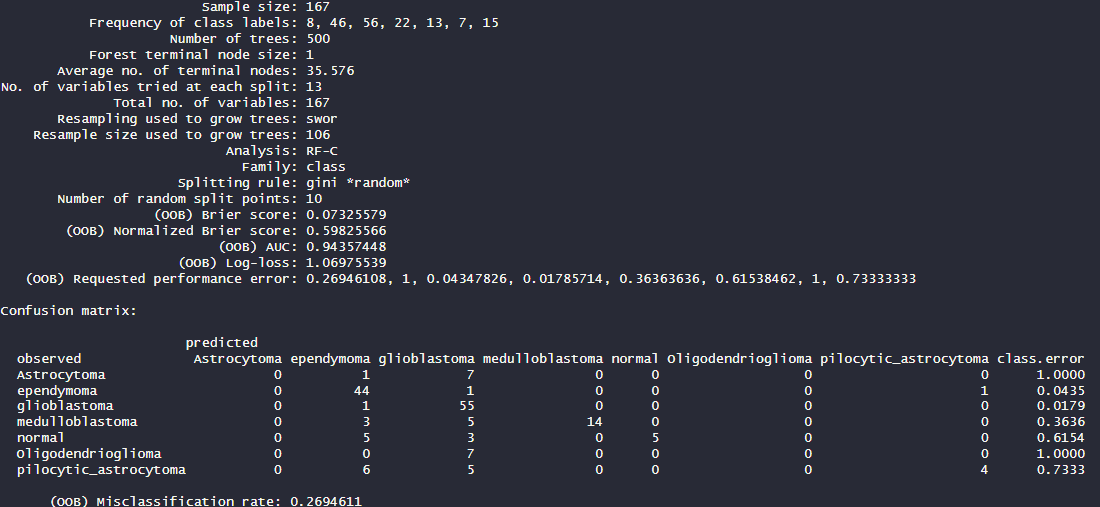 Sample size: 167
Frequency of class labels: 8, 46, 56, 22, 13, 7, 15
Number of trees: 500
Forest terminal node size: 1
Average no. of terminal nodes: 35.576
No. of variables tried at each split: 13
Total no. of variables: 167
Resampling used to grow trees: swor
Resample size used to grow trees: 106
Analysis: RF-C
Family: class
Splitting rule: gini *random*
Number of random split points: 10
(OOB) Brier score: 0.07325579
(OOB) Normalized Brier score: 0.59825566
(OOB) AUC: 0.94357448
(OOB) Log-loss: 1.06975539
(OOB) Requested performance error: 0.26946108, 1, 0.04347826, 0.01785714, 0.36363636, 0.61538462, 1, 0.73333333
Confusion matrix:
predicted
observed Astrocytoma ependymoma glioblastoma medulloblastoma normal Oligodendrioglioma pilocytic_astrocytoma class.error
Astrocytoma 0 1 7 0 0 0 0 1.0000
ependymoma 0 44 1 0 0 0 1 0.0435
glioblastoma 0 1 55 0 0 0 0 0.0179
medulloblastoma 0 3 5 14 0 0 0 0.3636
normal 0 5 3 0 5 0 0 0.6154
Oligodendrioglioma 0 0 7 0 0 0 0 1.0000
pilocytic_astrocytoma 0 6 5 0 0 0 4 0.7333
(OOB) Misclassification rate: 0.2694611